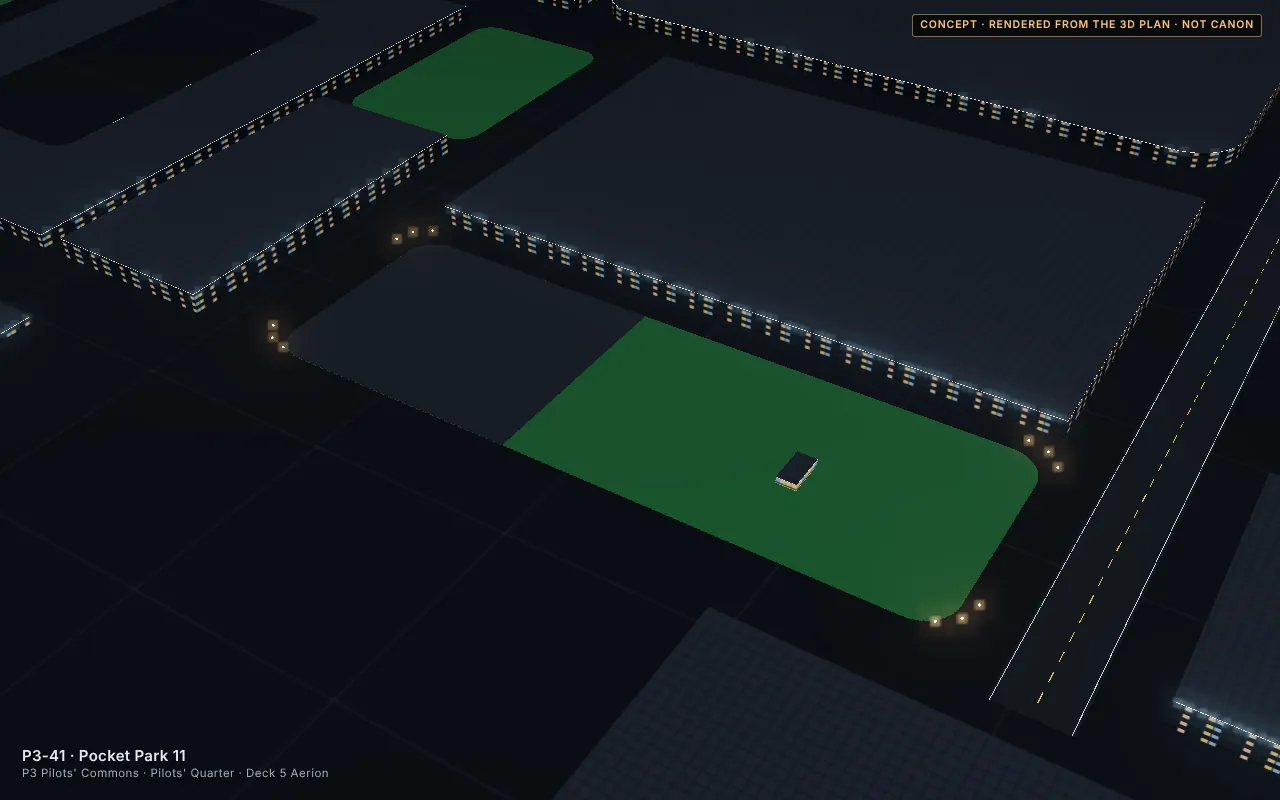 CONCEPT · RENDERED FROM THE 3D PLAN · NOT CANON
P3-41 · Pocket Park 11
P3 Pilots' Commons · Pilots' Quarter · Deck 5 Aerion